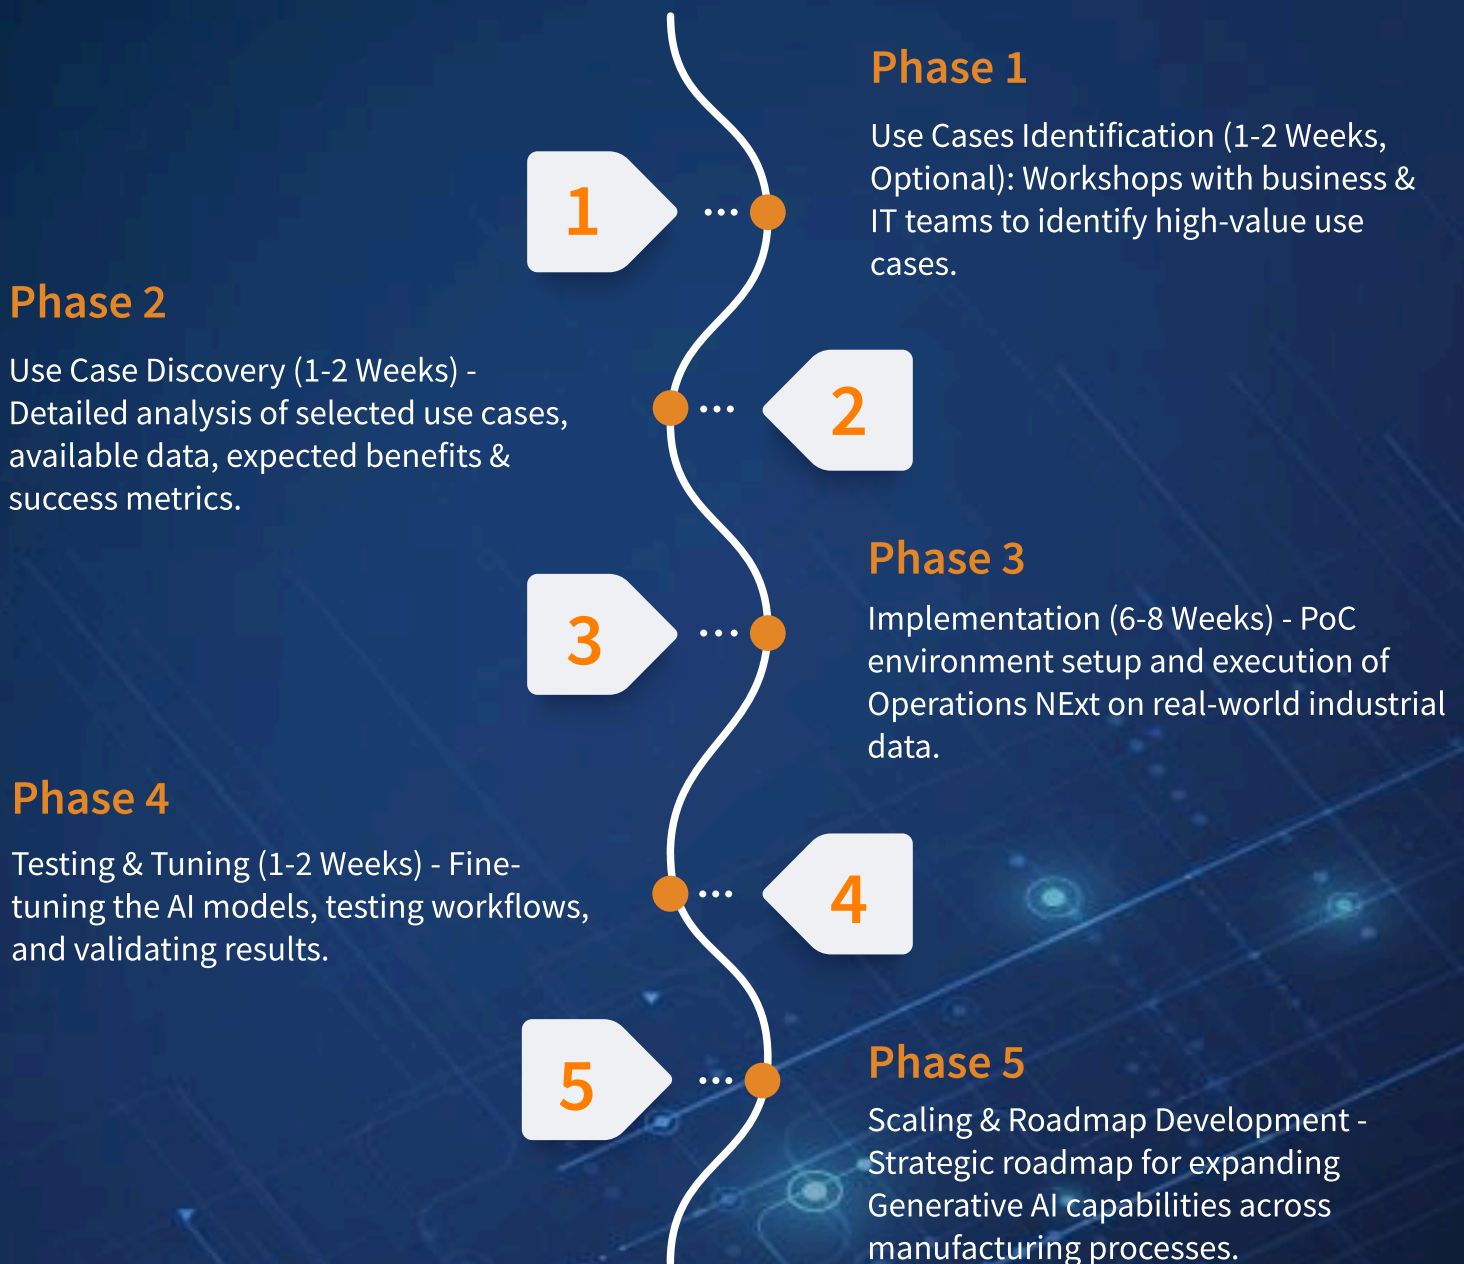 Phase 1
Use Cases Identification (1-2 Weeks,
Optional): Workshops with business &
IT teams to identify high-value use
cases.
1
Phase 2
Use Case Discovery (1-2 Weeks) -
Detailed analysis of selected use cases,
available data, expected benefits &
success metrics.
2
Phase 3
Implementation (6-8 Weeks) - PoC
environment setup and execution of
Operations NExt on real-world industrial
data.
3
Phase 4
Testing & Tuning (1-2 Weeks) - Fine-
tuning the AI models, testing workflows,
and validating results.
4
Phase 5
Scaling & Roadmap Development -
Strategic roadmap for expanding
Generative AI capabilities across
manufacturing processes.
5